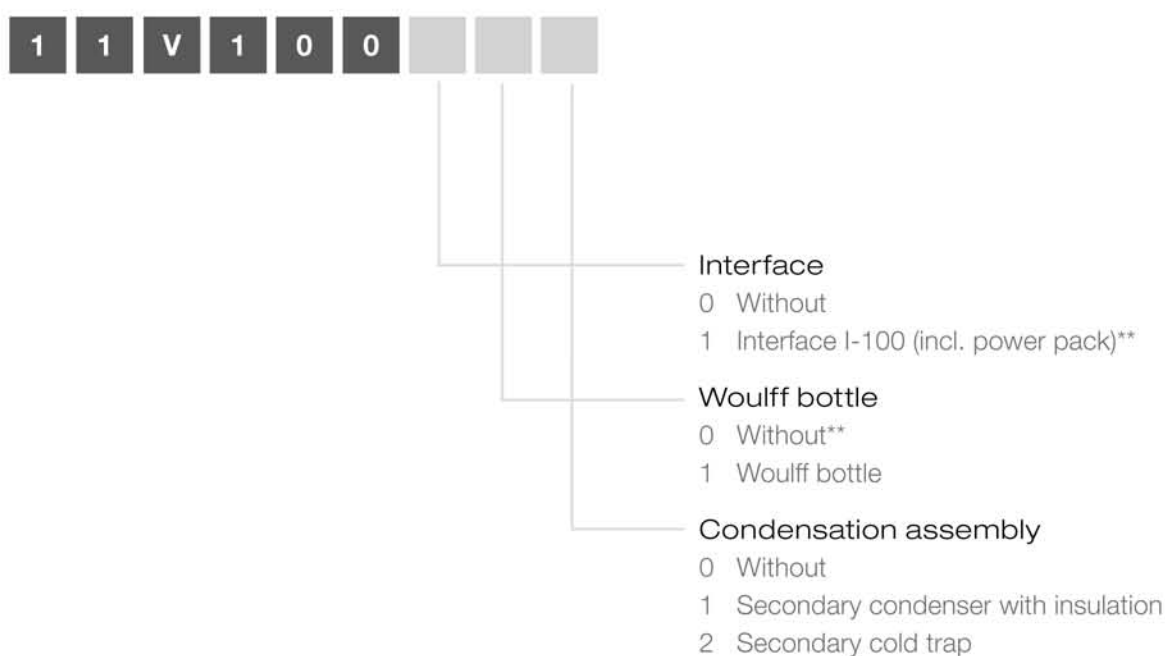 1 1 V 1 0 0
Interface
0 Without
1 Interface I-100 (incl. power pack)**
Woulff bottle
0 Without**
1 Woulff bottle
Condensation assembly
0 Without
1 Secondary condenser with insulation
2 Secondary cold trap